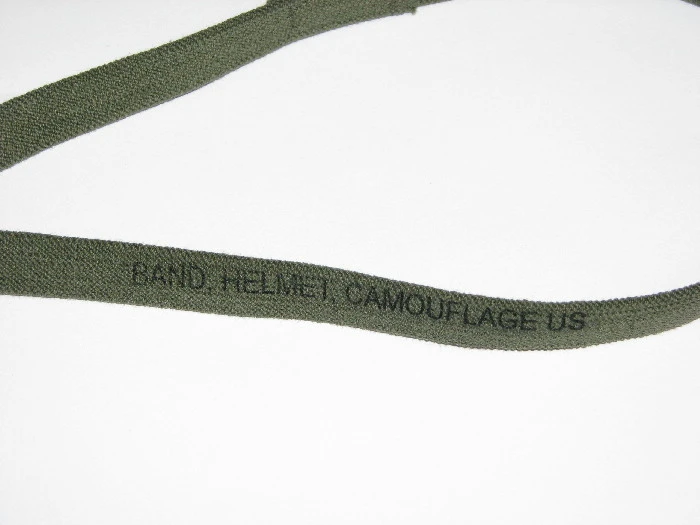 BAND, HELMET, CAMOUFLAGE US